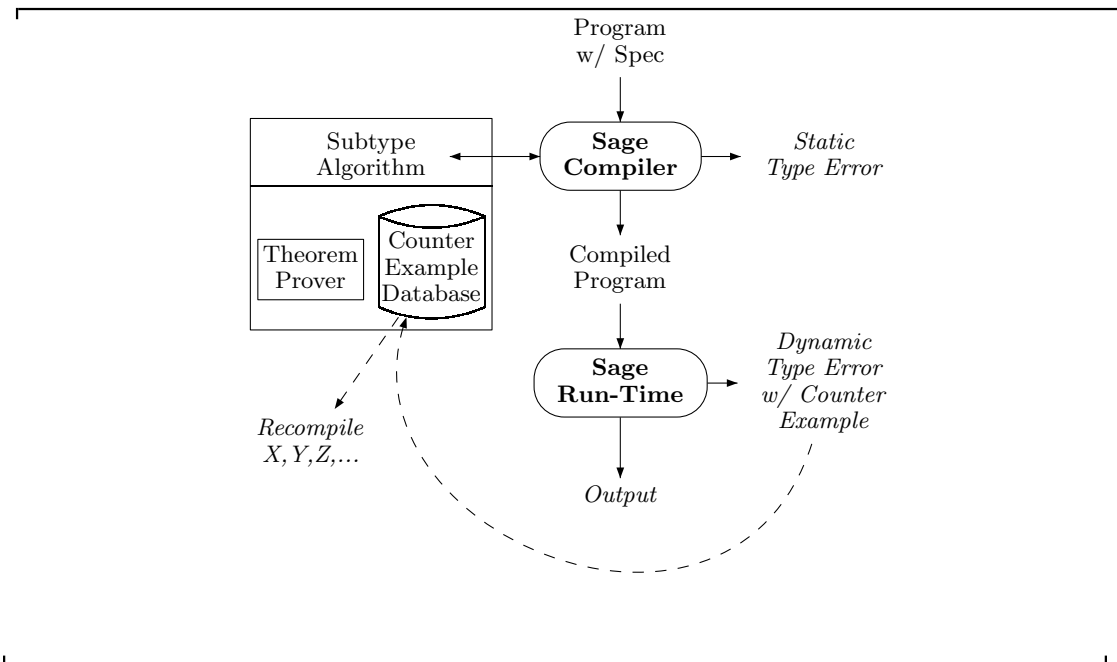 Program
w/ Spec
Subtype
Algorithm
Sage
Compiler
Static
Type Error
Theorem
Prover
Counter
Example
Database
Compiled
Program
Sage
Run-Time
Dynamic
Type Error
w/ Counter
Example
Recompile
X,Y,Z,...
Output